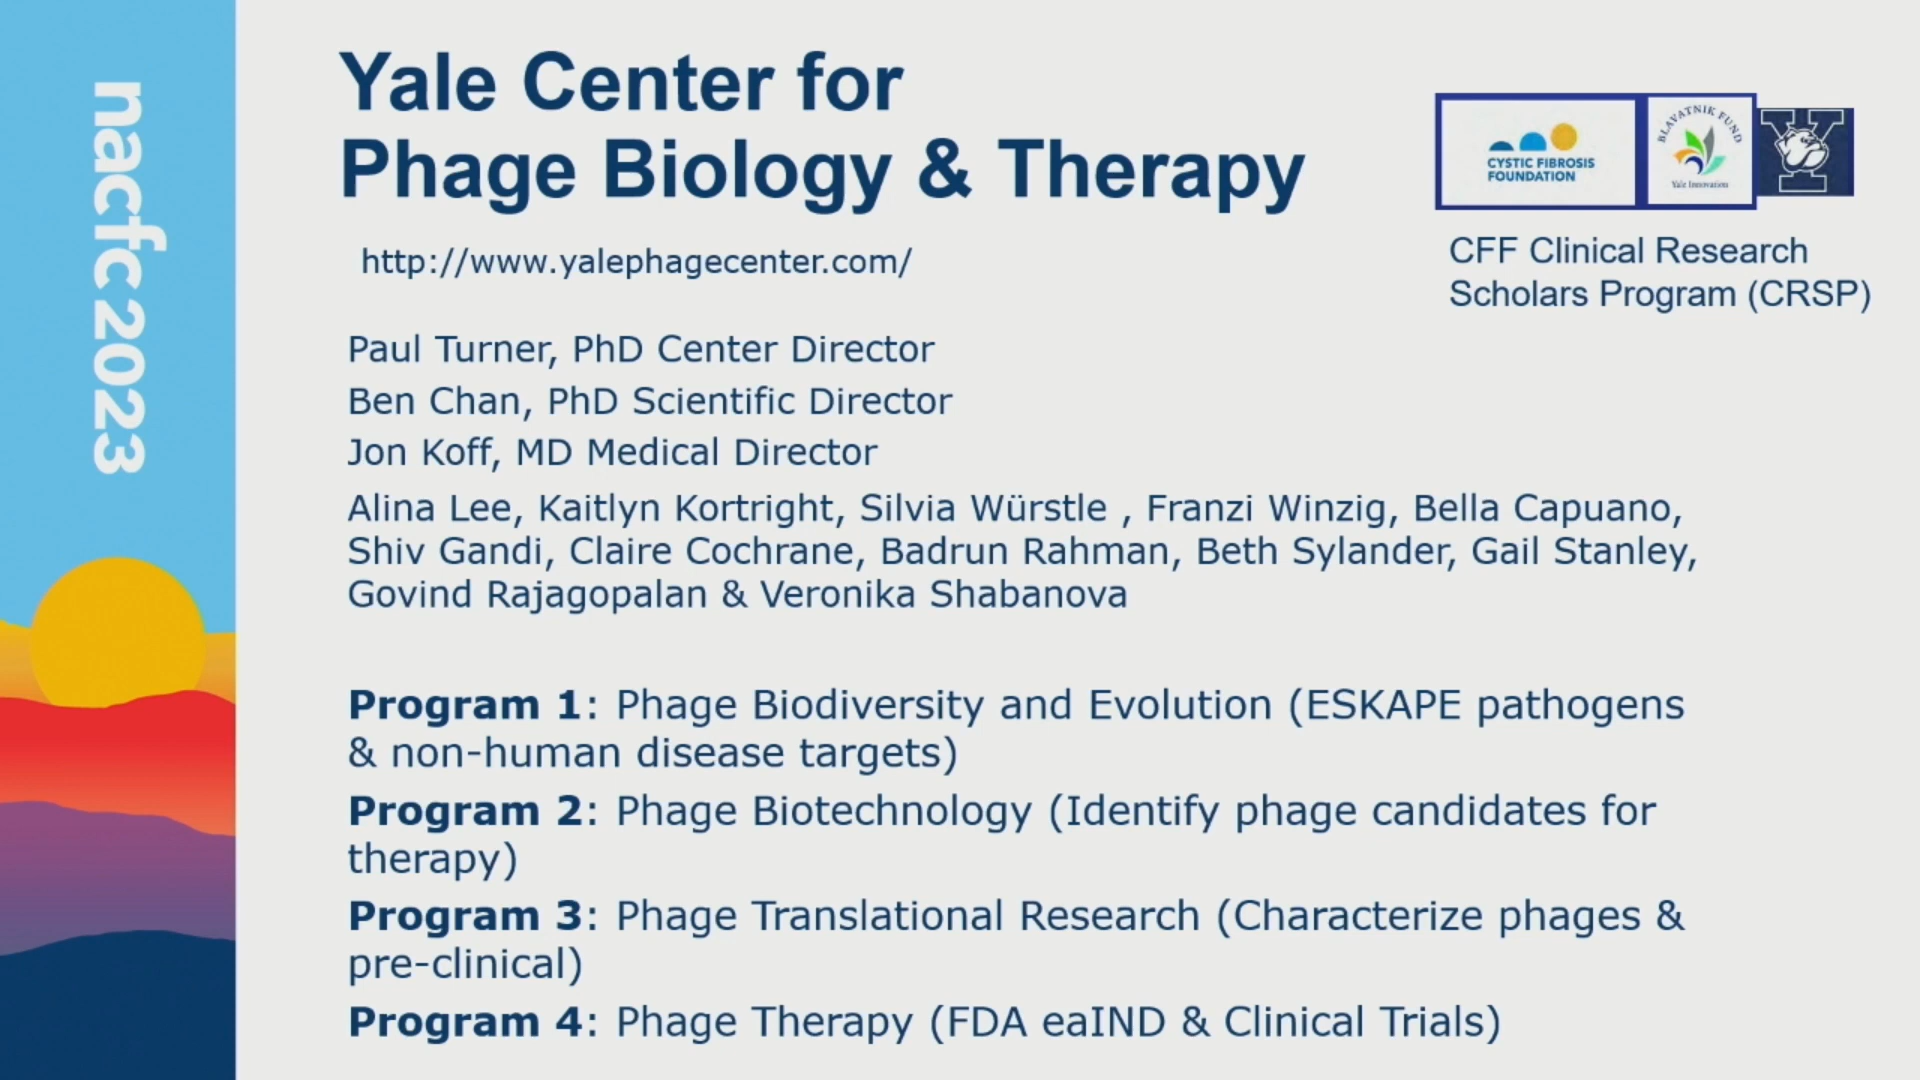 nacfc 2023
Yale Center for
Phage Biology & Therapy
http://www.yalephagecenter.com/
CYSTIC FIBROSIS
FOUNDATION
BLAVATNIK FUND
Yale Innovation
Y
CFF Clinical Research
Scholars Program (CRSP)
Paul Turner, PhD Center Director
Ben Chan, PhD Scientific Director
Jon Koff, MD Medical Director
Alina Lee, Kaitlyn Kortright, Silvia Würstle , Franzi Winzig, Bella Capuano,
Shiv Gandi, Claire Cochrane, Badrun Rahman, Beth Sylander, Gail Stanley,
Govind Rajagopalan & Veronika Shabanova
Program 1: Phage Biodiversity and Evolution (ESKAPE pathogens
& non-human disease targets)
Program 2: Phage Biotechnology (Identify phage candidates for
therapy)
Program 3: Phage Translational Research (Characterize phages &
pre-clinical)
Program 4: Phage Therapy (FDA eaIND & Clinical Trials)